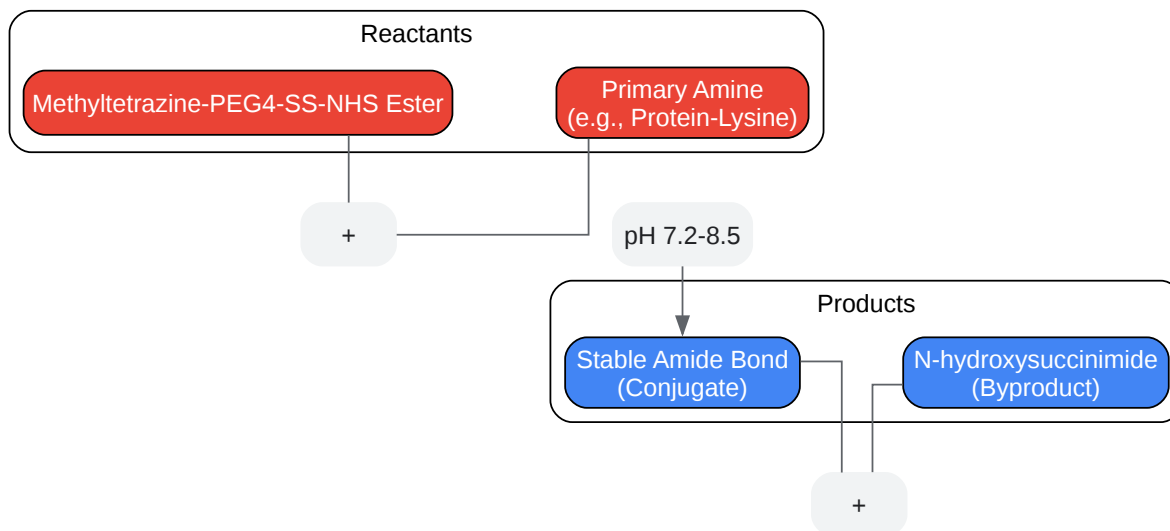 Reactants
Methyltetrazine-PEG4-SS-NHS Ester
Primary Amine
(e.g., Protein-Lysine)
+
pH 7.2-8.5
Products
Stable Amide Bond
(Conjugate)
N-hydroxysuccinimide
(Byproduct)
+